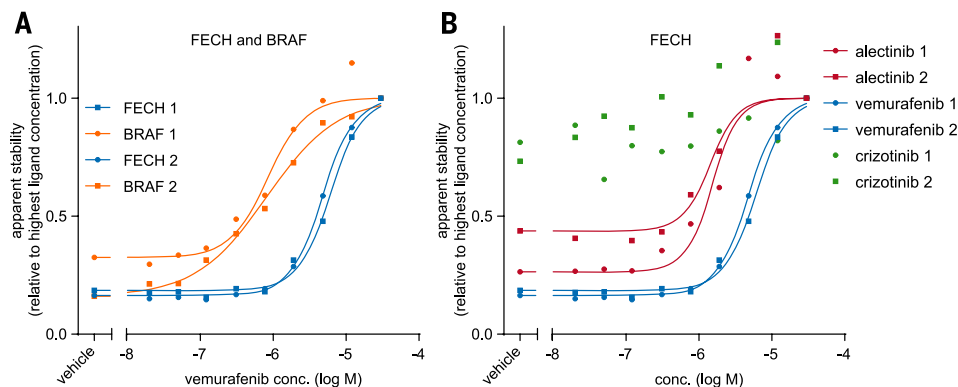 A
FECH and BRAF
apparent stability
(relative to highest ligand concentration)
1.0
0.5
0.0
FECH 1
BRAF 1
FECH 2
BRAF 2
vehicle
-8
-7
-6
-5
-4
vemurafenib conc. (log M)
B
FECH
apparent stability
(relative to highest ligand concentration)
1.0
0.5
0.0
vehicle
-8
-7
-6
-5
-4
conc. (log M)
alectinib 1
alectinib 2
vemurafenib 1
vemurafenib 2
crizotinib 1
crizotinib 2